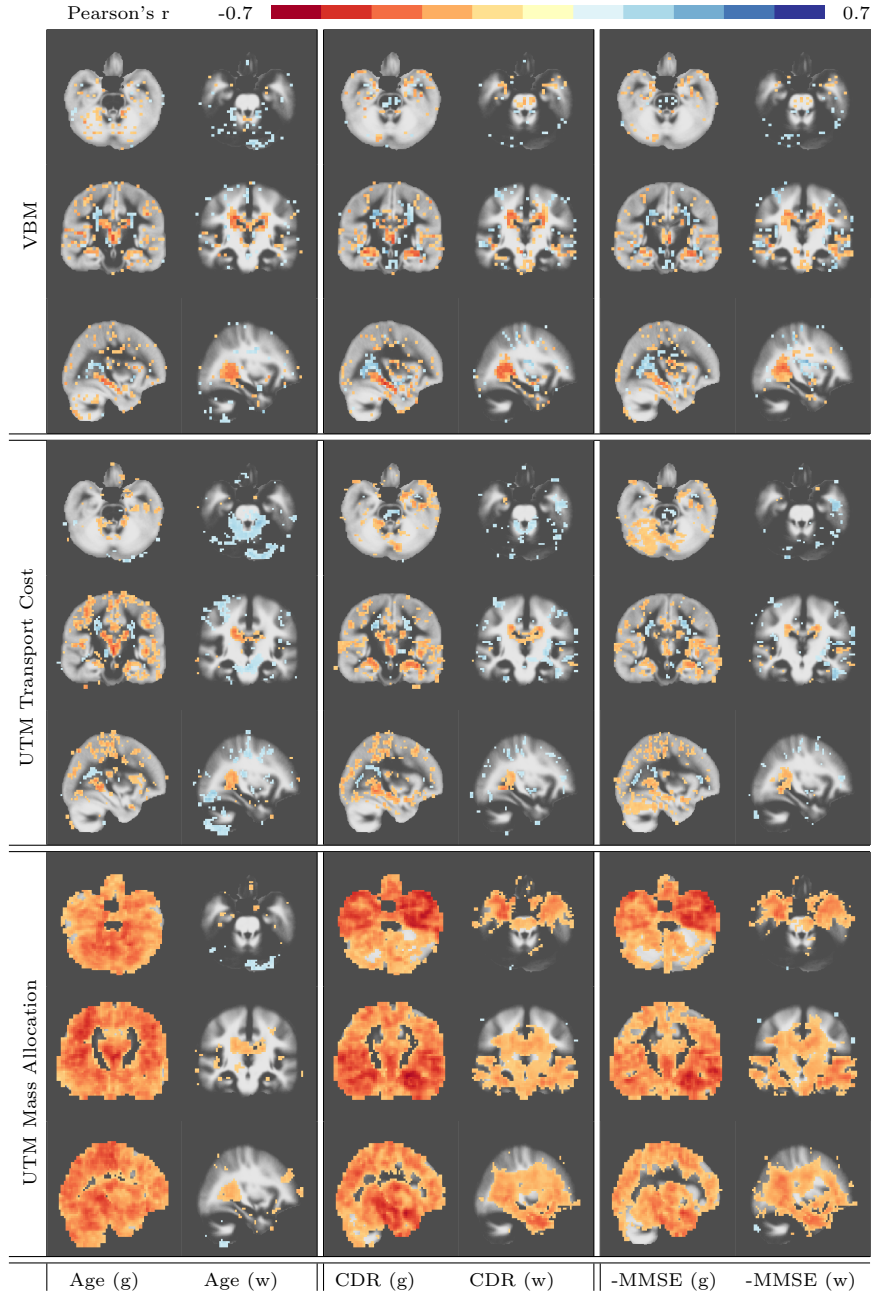 Pearson's r -0.7 0.7
VBM
UTM Transport Cost
UTM Mass Allocation
Age (g) Age (w) CDR (g) CDR (w) -MMSE (g) -MMSE (w)